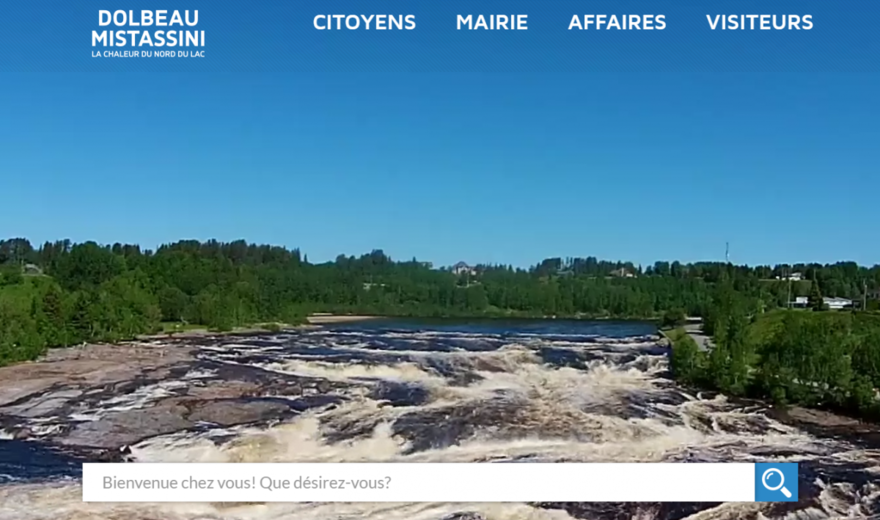 DOLBEAU
MISTASSINI
LA CHALEUR DU NORD DU LAC
CITOYENS
MAIRIE
AFFAIRES
VISITEURS
Bienvenue chez vous! Que désirez-vous?